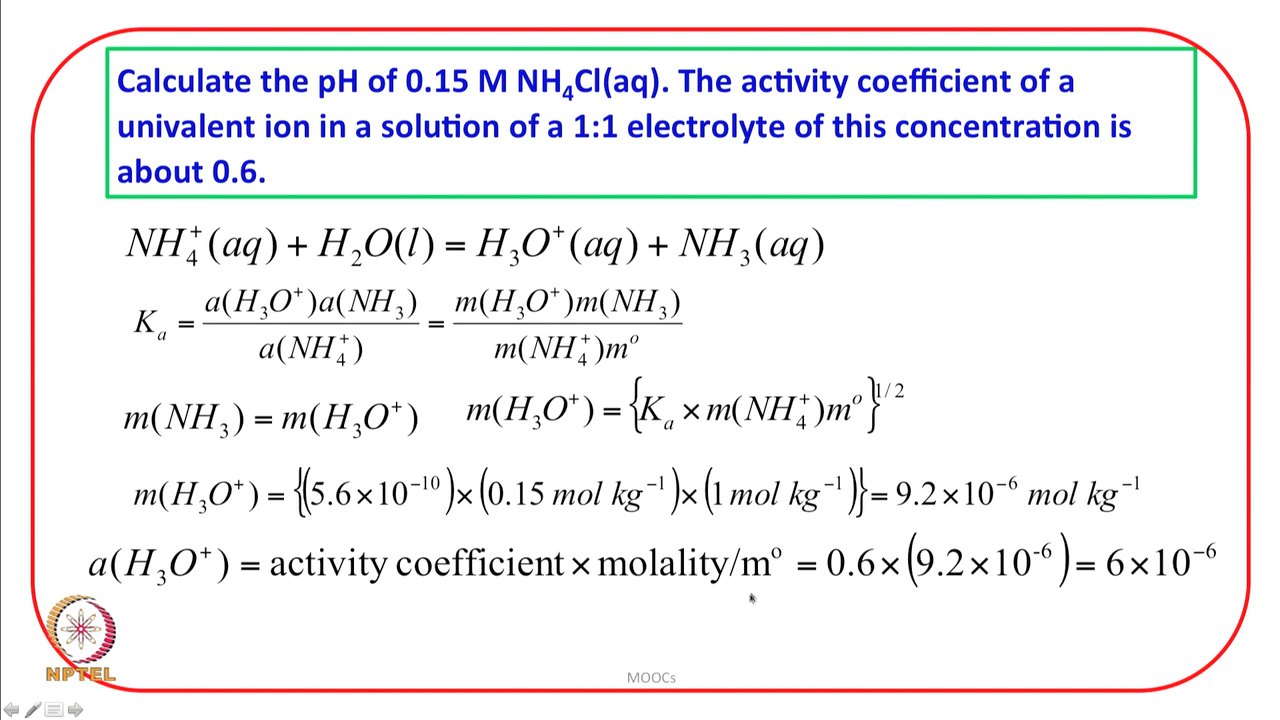 Calculate the pH of 0.15 M NH₄Cl(aq). The activity coefficient of a
univalent ion in a solution of a 1:1 electrolyte of this concentration is
about 0.6.
NH₄⁺(aq) + H₂O(l) = H₃O⁺(aq) + NH₃(aq)
Kₐ = a(H₃O⁺)a(NH₃) / a(NH₄⁺) = m(H₃O⁺)m(NH₃) / m(NH₄⁺)mᵒ
m(NH₃) = m(H₃O⁺) m(H₃O⁺) = {Kₐ × m(NH₄⁺)mᵒ}^1/2
m(H₃O⁺) = {(5.6×10⁻¹⁰)×(0.15 mol kg⁻¹)×(1 mol kg⁻¹)} = 9.2×10⁻⁶ mol kg⁻¹
a(H₃O⁺) = activity coefficient × molality/mᵒ = 0.6×(9.2×10⁻⁶) = 6×10⁻⁶
NPTEL
MOOCs